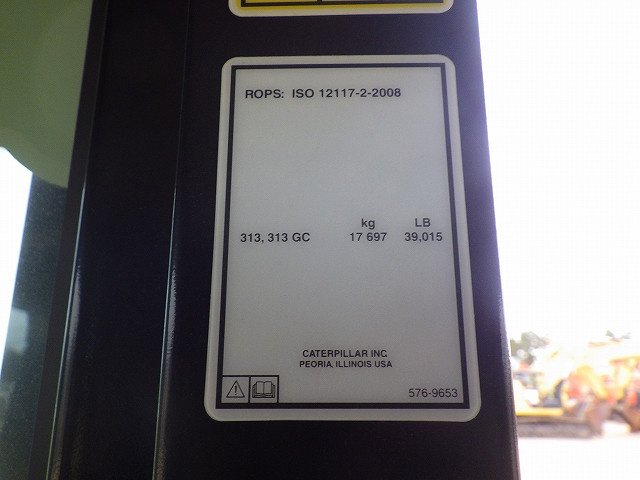 ROPS: ISO 12117-2-2008
kg LB
313, 313 GC 17 697 39,015
CATERPILLAR INC.
PEORIA, ILLINOIS USA
576-9653